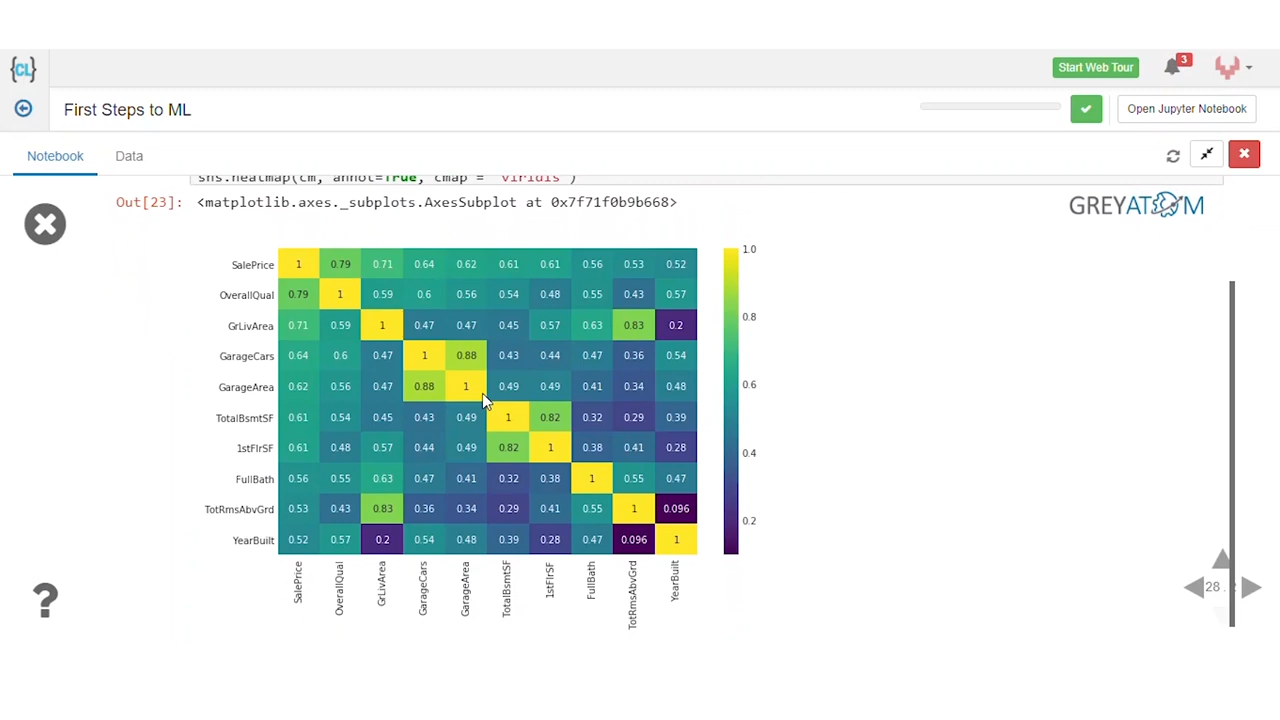 {CL}
Start Web Tour
3
First Steps to ML
Open Jupyter Notebook
Notebook
Data
sns.heatmap(cm, annot=True, cmap = 'viridis')
Out[23]: <matplotlib.axes._subplots.AxesSubplot at 0x7f71f0b9b668>
GREYATOM
1.0
SalePrice 1 0.79 0.71 0.64 0.62 0.61 0.61 0.56 0.53 0.52
OverallQual 0.79 1 0.59 0.6 0.56 0.54 0.48 0.55 0.43 0.57
0.8
GrLivArea 0.71 0.59 1 0.47 0.47 0.45 0.57 0.63 0.83 0.2
GarageCars 0.64 0.6 0.47 1 0.88 0.43 0.44 0.47 0.36 0.54
0.6
GarageArea 0.62 0.56 0.47 0.88 1 0.49 0.49 0.41 0.34 0.48
TotalBsmtSF 0.61 0.54 0.45 0.43 0.49 1 0.82 0.32 0.29 0.39
1stFlrSF 0.61 0.48 0.57 0.44 0.49 0.82 1 0.38 0.41 0.28
0.4
FullBath 0.56 0.55 0.63 0.47 0.41 0.32 0.38 1 0.55 0.47
TotRmsAbvGrd 0.53 0.43 0.83 0.36 0.34 0.29 0.41 0.55 1 0.096
0.2
YearBuilt 0.52 0.57 0.2 0.54 0.48 0.39 0.28 0.47 0.096 1
SalePrice OverallQual GrLivArea GarageCars GarageArea TotalBsmtSF 1stFlrSF FullBath TotRmsAbvGrd YearBuilt
?
28